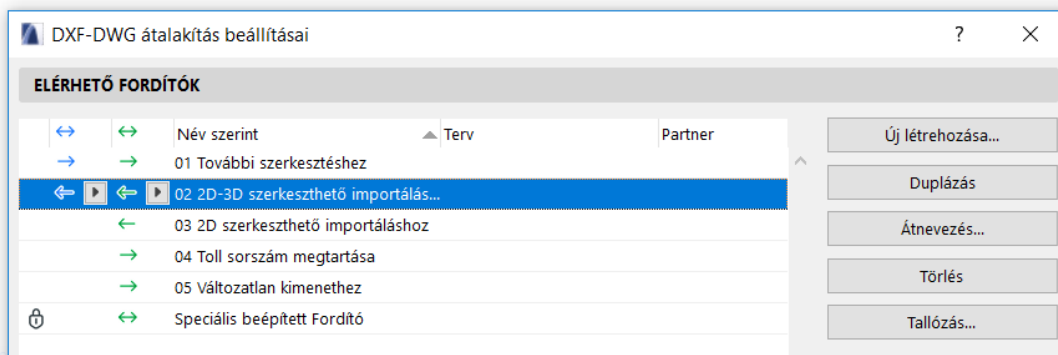 DXF-DWG átalakítás beállításai ?
ELÉRHETŐ FORDÍTÓK
Név szerint Terv Partner
01 További szerkesztéshez
02 2D-3D szerkeszthető importálás...
03 2D szerkeszthető importáláshoz
04 Toll sorszám megtartása
05 Változatlan kimenethez
Speciális beépített Fordító
Új létrehozása...
Duplázás
Átnevezés...
Törlés
Tallózás...